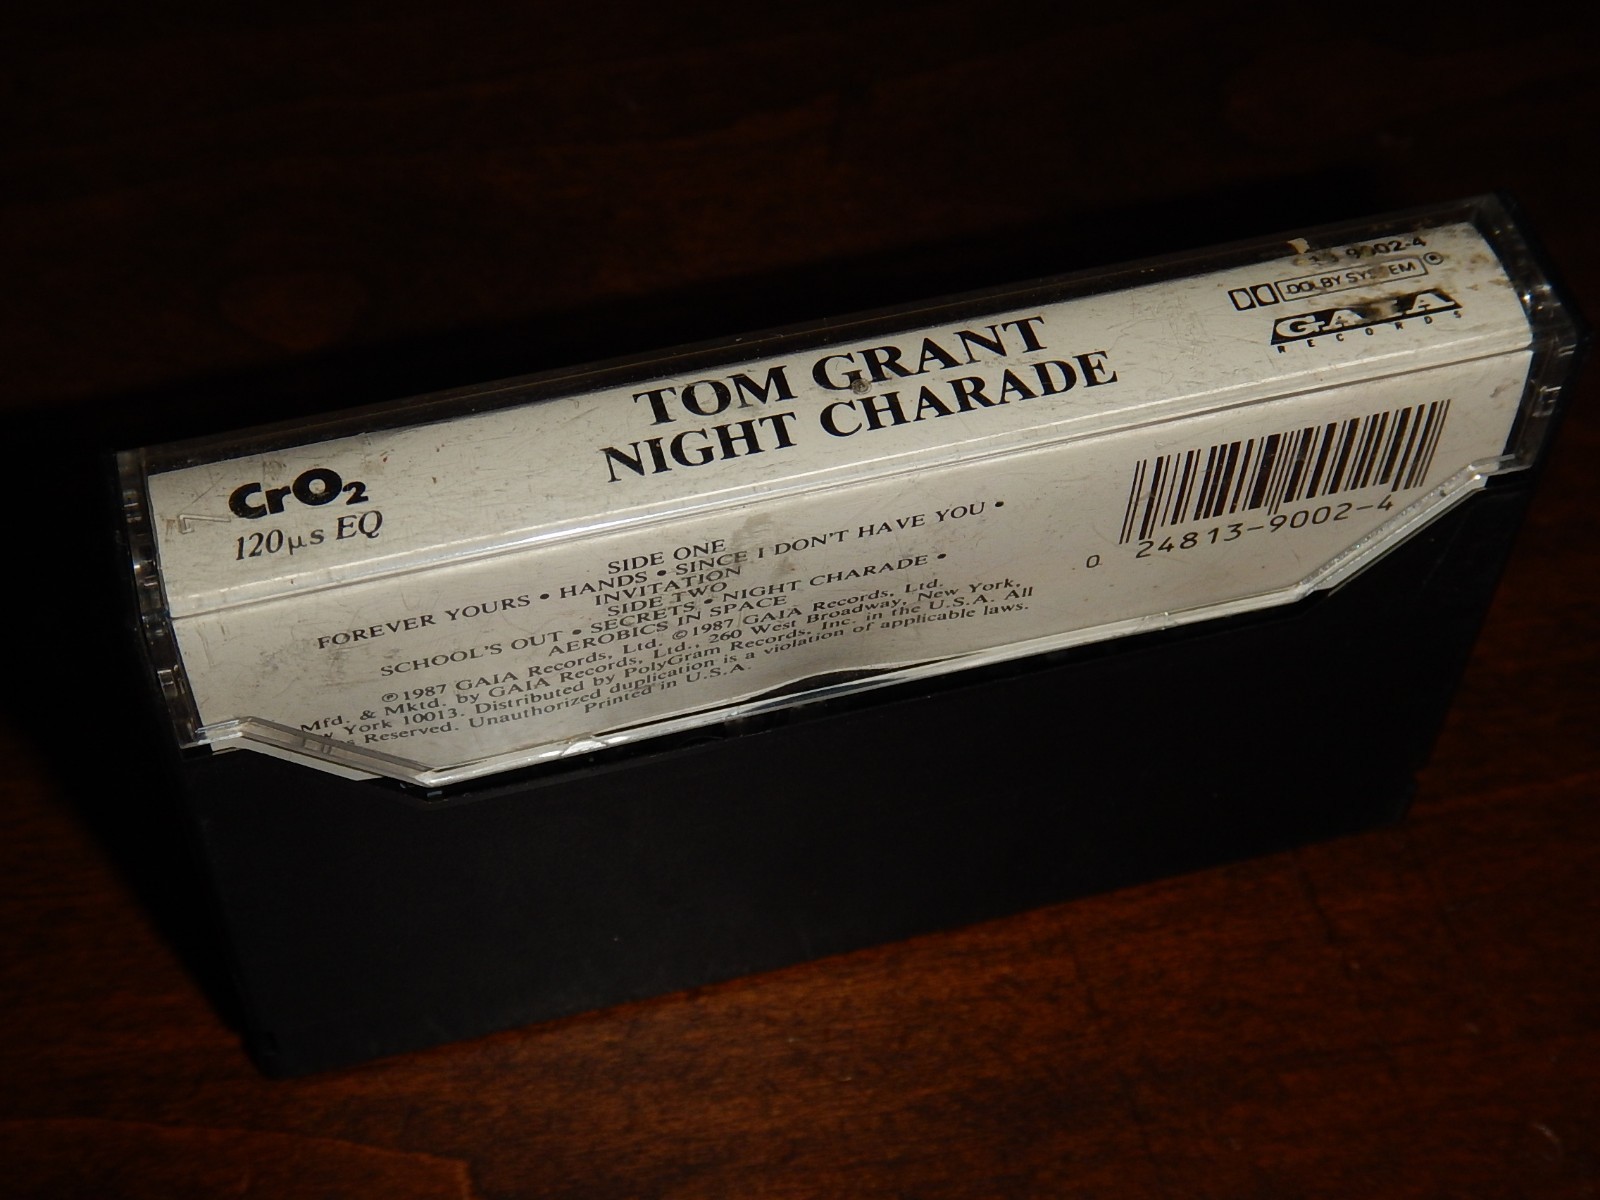 CrO2
120µs EQ
TOM GRANT
NIGHT CHARADE
9002-4
DOLBY SYSTEM®
GAIA
RECORDS
SIDE ONE
FOREVER YOURS • HANDS • SINCE I DON'T HAVE YOU •
INVITATION
SIDE TWO
SCHOOL'S OUT • SECRETS • NIGHT CHARADE •
AEROBICS IN SPACE
℗1987 GAIA Records, Ltd. ©1987 GAIA Records, Ltd.
Mfd. & Mktd. by GAIA Records, Ltd., 260 West Broadway, New York,
York 10013. Distributed by PolyGram Records, Inc. in the U.S.A. All
Reserved. Unauthorized duplication is a violation of applicable laws.
Printed in U.S.A.
0 24813-9002-4